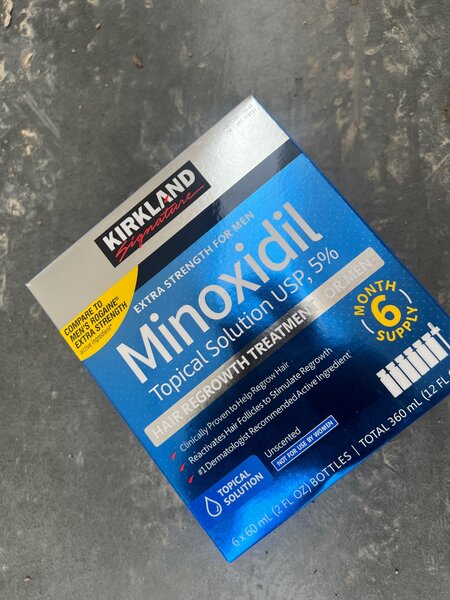 KIRKLAND
Signature
COMPARE TO
MEN'S ROGAINE®
EXTRA STRENGTH
active ingredient*
EXTRA STRENGTH FOR MEN
Minoxidil
Topical Solution USP, 5%
HAIR REGROWTH TREATMENT FOR MEN
Clinically Proven to Help Regrow Hair
Reactivates Hair Follicles to Stimulate Regrowth
#1 Dermatologist Recommended Active Ingredient
6
MONTH
SUPPLY
TOPICAL
SOLUTION
Unscented
NOT FOR USE BY WOMEN
6 x 60 mL (2 FL OZ) BOTTLES | TOTAL 360 mL (12 F